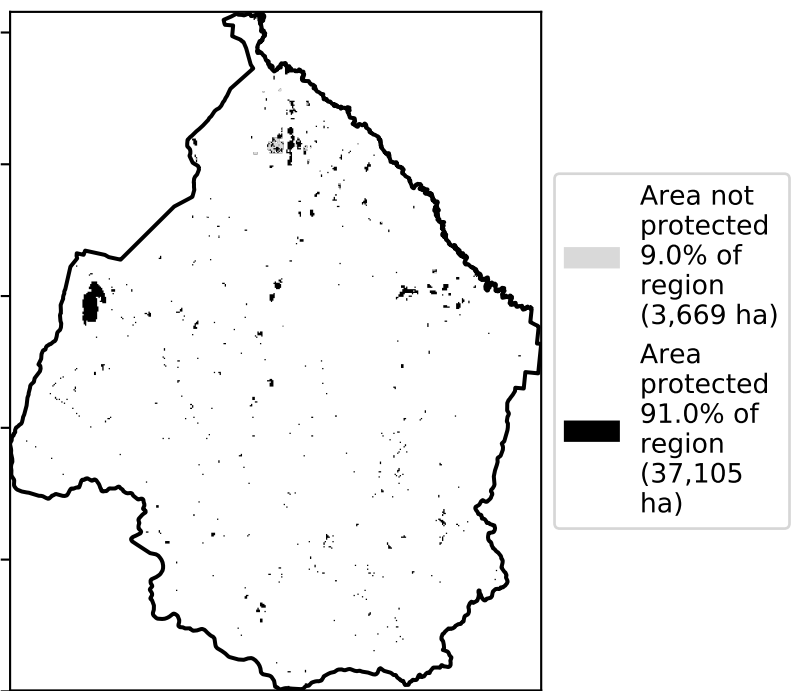 Area not
protected
9.0% of
region
(3,669 ha)
Area
protected
91.0% of
region
(37,105
ha)